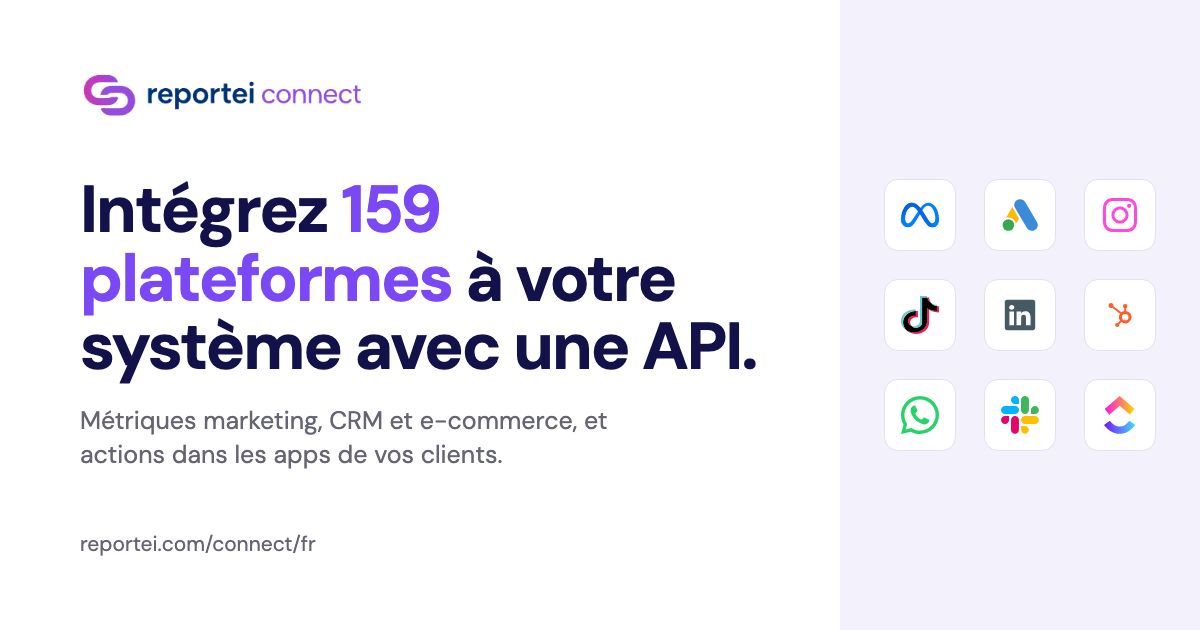 reportei connect
Intégrez 159
plateformes à votre
système avec une API.
Métriques marketing, CRM et e-commerce, et
actions dans les apps de vos clients.
reportei.com/connect/fr
in